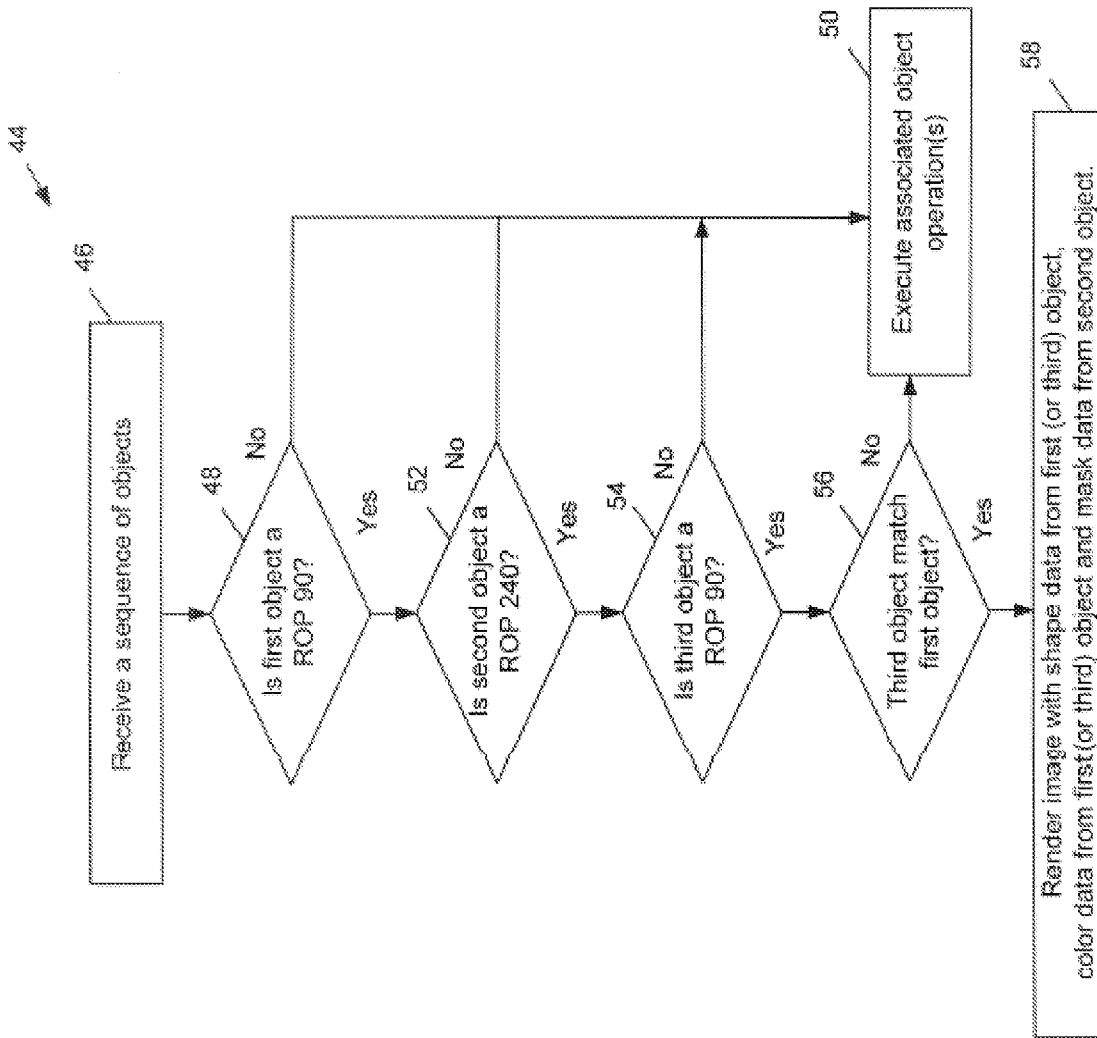 44
46
Receive a sequence of objects
48
Is first object a
ROP 90?
No
Yes
52
Is second object a
ROP 240?
No
Yes
54
Is third object a
ROP 90?
No
Yes
56
Third object match
first object?
No
Yes
50
Execute associated object
operation(s)
58
Render image with shape data from first (or third) object,
color data from first(or third) object and mask data from second object.